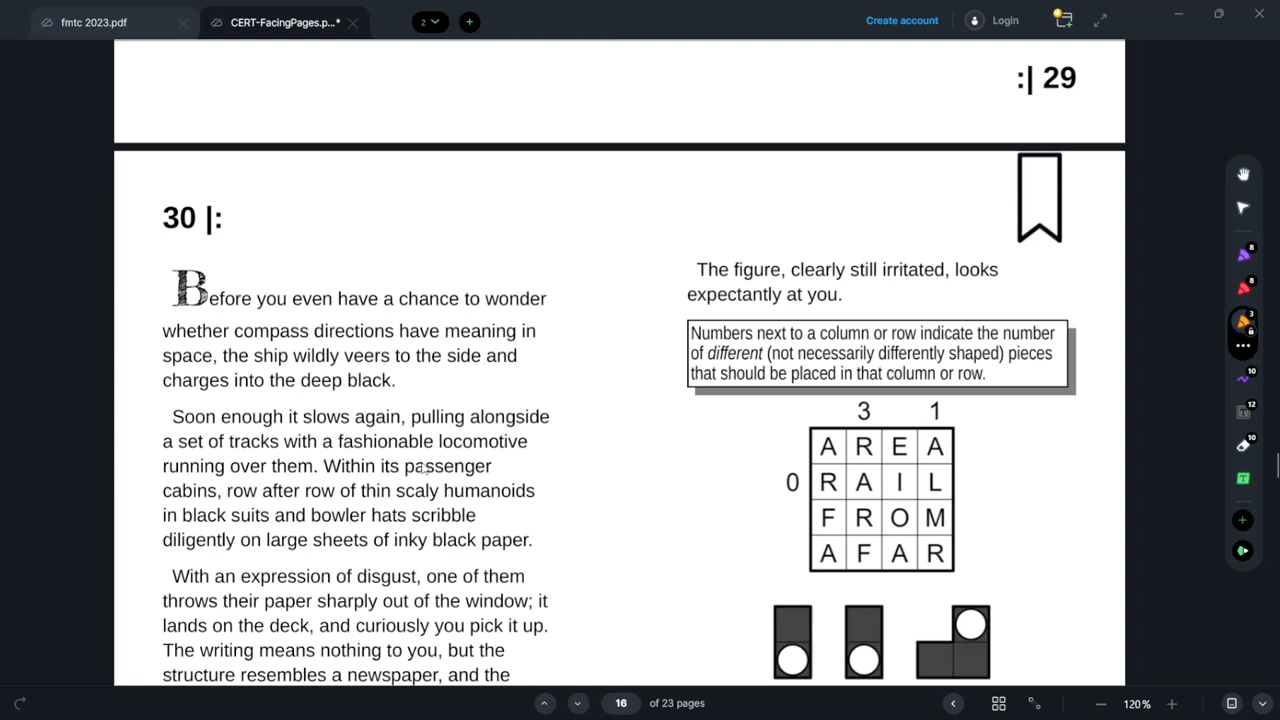 fmtc 2023.pdf
CERT-FacingPages.p...*
2
Create account
Login
:| 29
30 |:
Before you even have a chance to wonder
whether compass directions have meaning in
space, the ship wildly veers to the side and
charges into the deep black.
Soon enough it slows again, pulling alongside
a set of tracks with a fashionable locomotive
running over them. Within its passenger
cabins, row after row of thin scaly humanoids
in black suits and bowler hats scribble
diligently on large sheets of inky black paper.
With an expression of disgust, one of them
throws their paper sharply out of the window; it
lands on the deck, and curiously you pick it up.
The writing means nothing to you, but the
structure resembles a newspaper, and the
The figure, clearly still irritated, looks
expectantly at you.
Numbers next to a column or row indicate the number
of different (not necessarily differently shaped) pieces
that should be placed in that column or row.
3 1
A R E A
0 R A I L
F R O M
A F A R
8
8
3
10
12
10
T
16 of 23 pages
120%